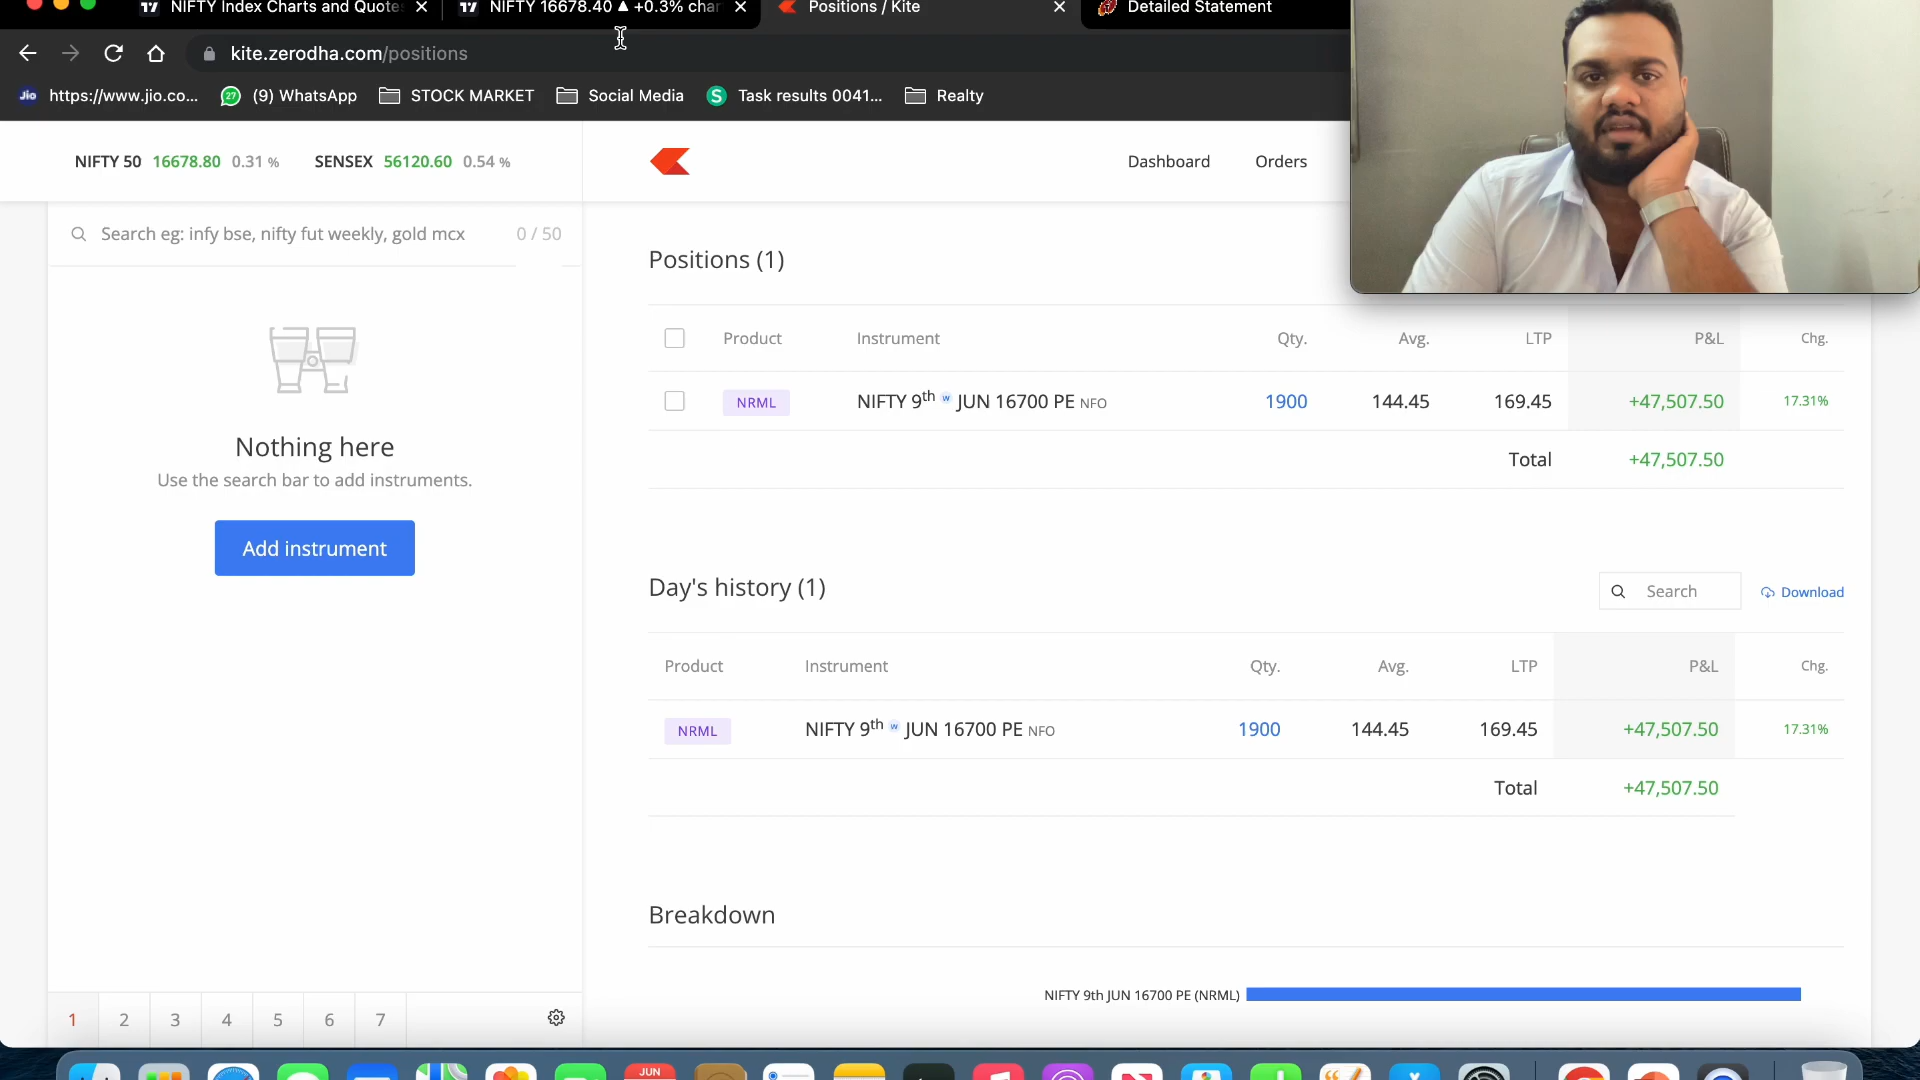 NIFTY Index Charts and Quote
NIFTY 16678.40 ▲ +0.3% char
Positions / Kite
Detailed Statement
kite.zerodha.com/positions
Jio https://www.jio.co...
27 (9) WhatsApp
STOCK MARKET
Social Media
S Task results 0041...
Realty
NIFTY 50 16678.80 0.31 %
SENSEX 56120.60 0.54 %
Dashboard
Orders
Search eg: infy bse, nifty fut weekly, gold mcx
0 / 50
Nothing here
Use the search bar to add instruments.
Add instrument
1 2 3 4 5 6 7
Positions (1)
Product Instrument Qty. Avg. LTP P&L Chg.
NRML NIFTY 9th w JUN 16700 PE NFO 1900 144.45 169.45 +47,507.50 17.31%
Total +47,507.50
Day's history (1)
Search
Download
Product Instrument Qty. Avg. LTP P&L Chg.
NRML NIFTY 9th w JUN 16700 PE NFO 1900 144.45 169.45 +47,507.50 17.31%
Total +47,507.50
Breakdown
NIFTY 9th JUN 16700 PE (NRML)
JUN